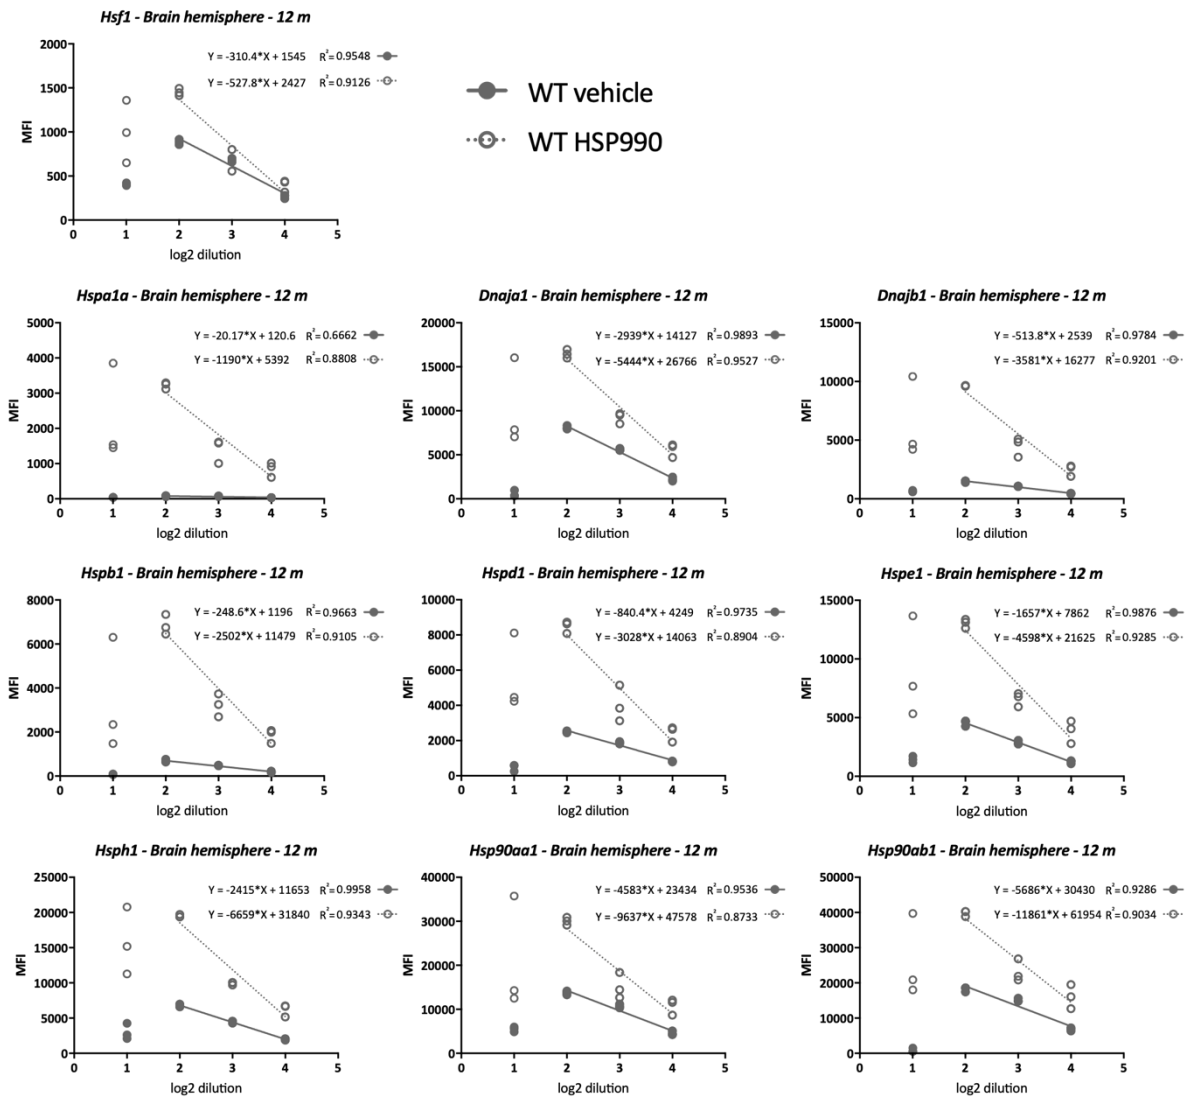 Hsf1 - Brain hemisphere - 12 m
Y = -310.4*X + 1545 R²= 0.9548
Y = -527.8*X + 2427 R²= 0.9126
MFI
2000
1500
1000
500
0
0 1 2 3 4 5
log2 dilution
WT vehicle
WT HSP990
Hspa1a - Brain hemisphere - 12 m
Y = -20.17*X + 120.6 R²= 0.6662
Y = -1190*X + 5392 R²= 0.8808
MFI
5000
4000
3000
2000
1000
0
0 1 2 3 4 5
log2 dilution
Dnaja1 - Brain hemisphere - 12 m
Y = -2939*X + 14127 R²= 0.9893
Y = -5444*X + 26766 R²= 0.9527
MFI
20000
15000
10000
5000
0
0 1 2 3 4 5
log2 dilution
Dnajb1 - Brain hemisphere - 12 m
Y = -513.8*X + 2539 R²= 0.9784
Y = -3581*X + 16277 R²= 0.9201
MFI
15000
10000
5000
0
0 1 2 3 4 5
log2 dilution
Hspb1 - Brain hemisphere - 12 m
Y = -248.6*X + 1196 R²= 0.9663
Y = -2502*X + 11479 R²= 0.9105
MFI
8000
6000
4000
2000
0
0 1 2 3 4 5
log2 dilution
Hspd1 - Brain hemisphere - 12 m
Y = -840.4*X + 4249 R²= 0.9735
Y = -3028*X + 14063 R²= 0.8904
MFI
10000
8000
6000
4000
2000
0
0 1 2 3 4 5
log2 dilution
Hspe1 - Brain hemisphere - 12 m
Y = -1657*X + 7862 R²= 0.9876
Y = -4598*X + 21625 R²= 0.9285
MFI
15000
10000
5000
0
0 1 2 3 4 5
log2 dilution
Hsph1 - Brain hemisphere - 12 m
Y = -2415*X + 11653 R²= 0.9958
Y = -6659*X + 31840 R²= 0.9343
MFI
25000
20000
15000
10000
5000
0
0 1 2 3 4 5
log2 dilution
Hsp90aa1 - Brain hemisphere - 12 m
Y = -4583*X + 23434 R²= 0.9536
Y = -9637*X + 47578 R²= 0.8733
MFI
40000
30000
20000
10000
0
0 1 2 3 4 5
log2 dilution
Hsp90ab1 - Brain hemisphere - 12 m
Y = -5686*X + 30430 R²= 0.9286
Y = -11861*X + 61954 R²= 0.9034
MFI
50000
40000
30000
20000
10000
0
0 1 2 3 4 5
log2 dilution